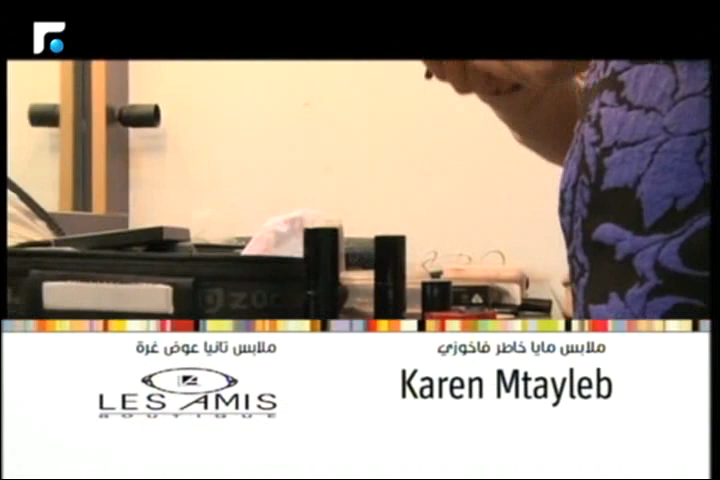 ملابس مايا خاطر فاخوزي
Karen Mtayleb
ملابس تانيا عوض غرة
LES AMIS
BOUTIQUE